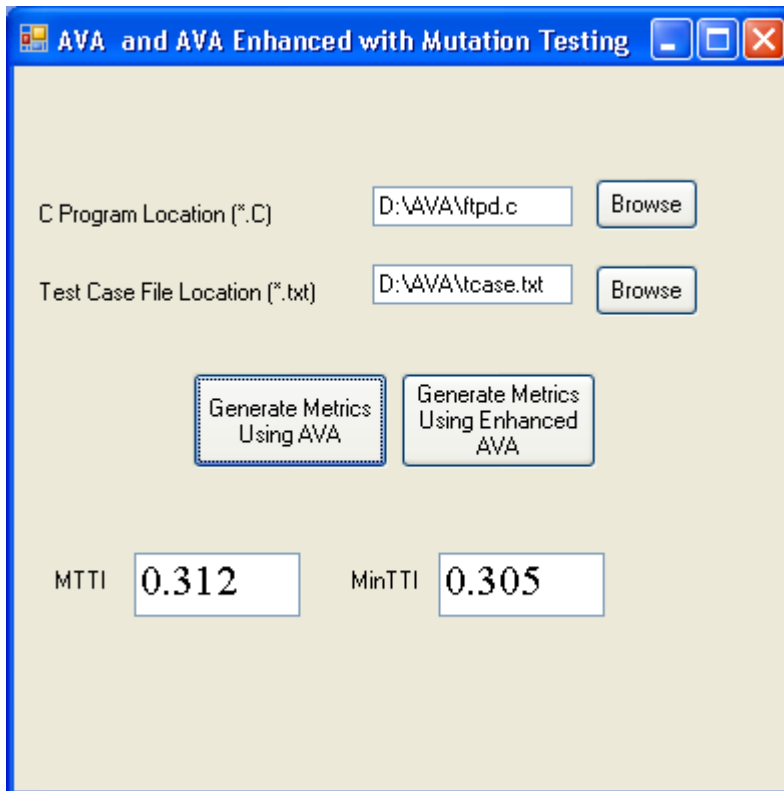 AVA and AVA Enhanced with Mutation Testing
C Program Location (*.C)
D:\AVA\ftpd.c
Browse
Test Case File Location (*.txt)
D:\AVA\tcase.txt
Browse
Generate Metrics
Using AVA
Generate Metrics
Using Enhanced
AVA
MTTI
0.312
MinTTI
0.305